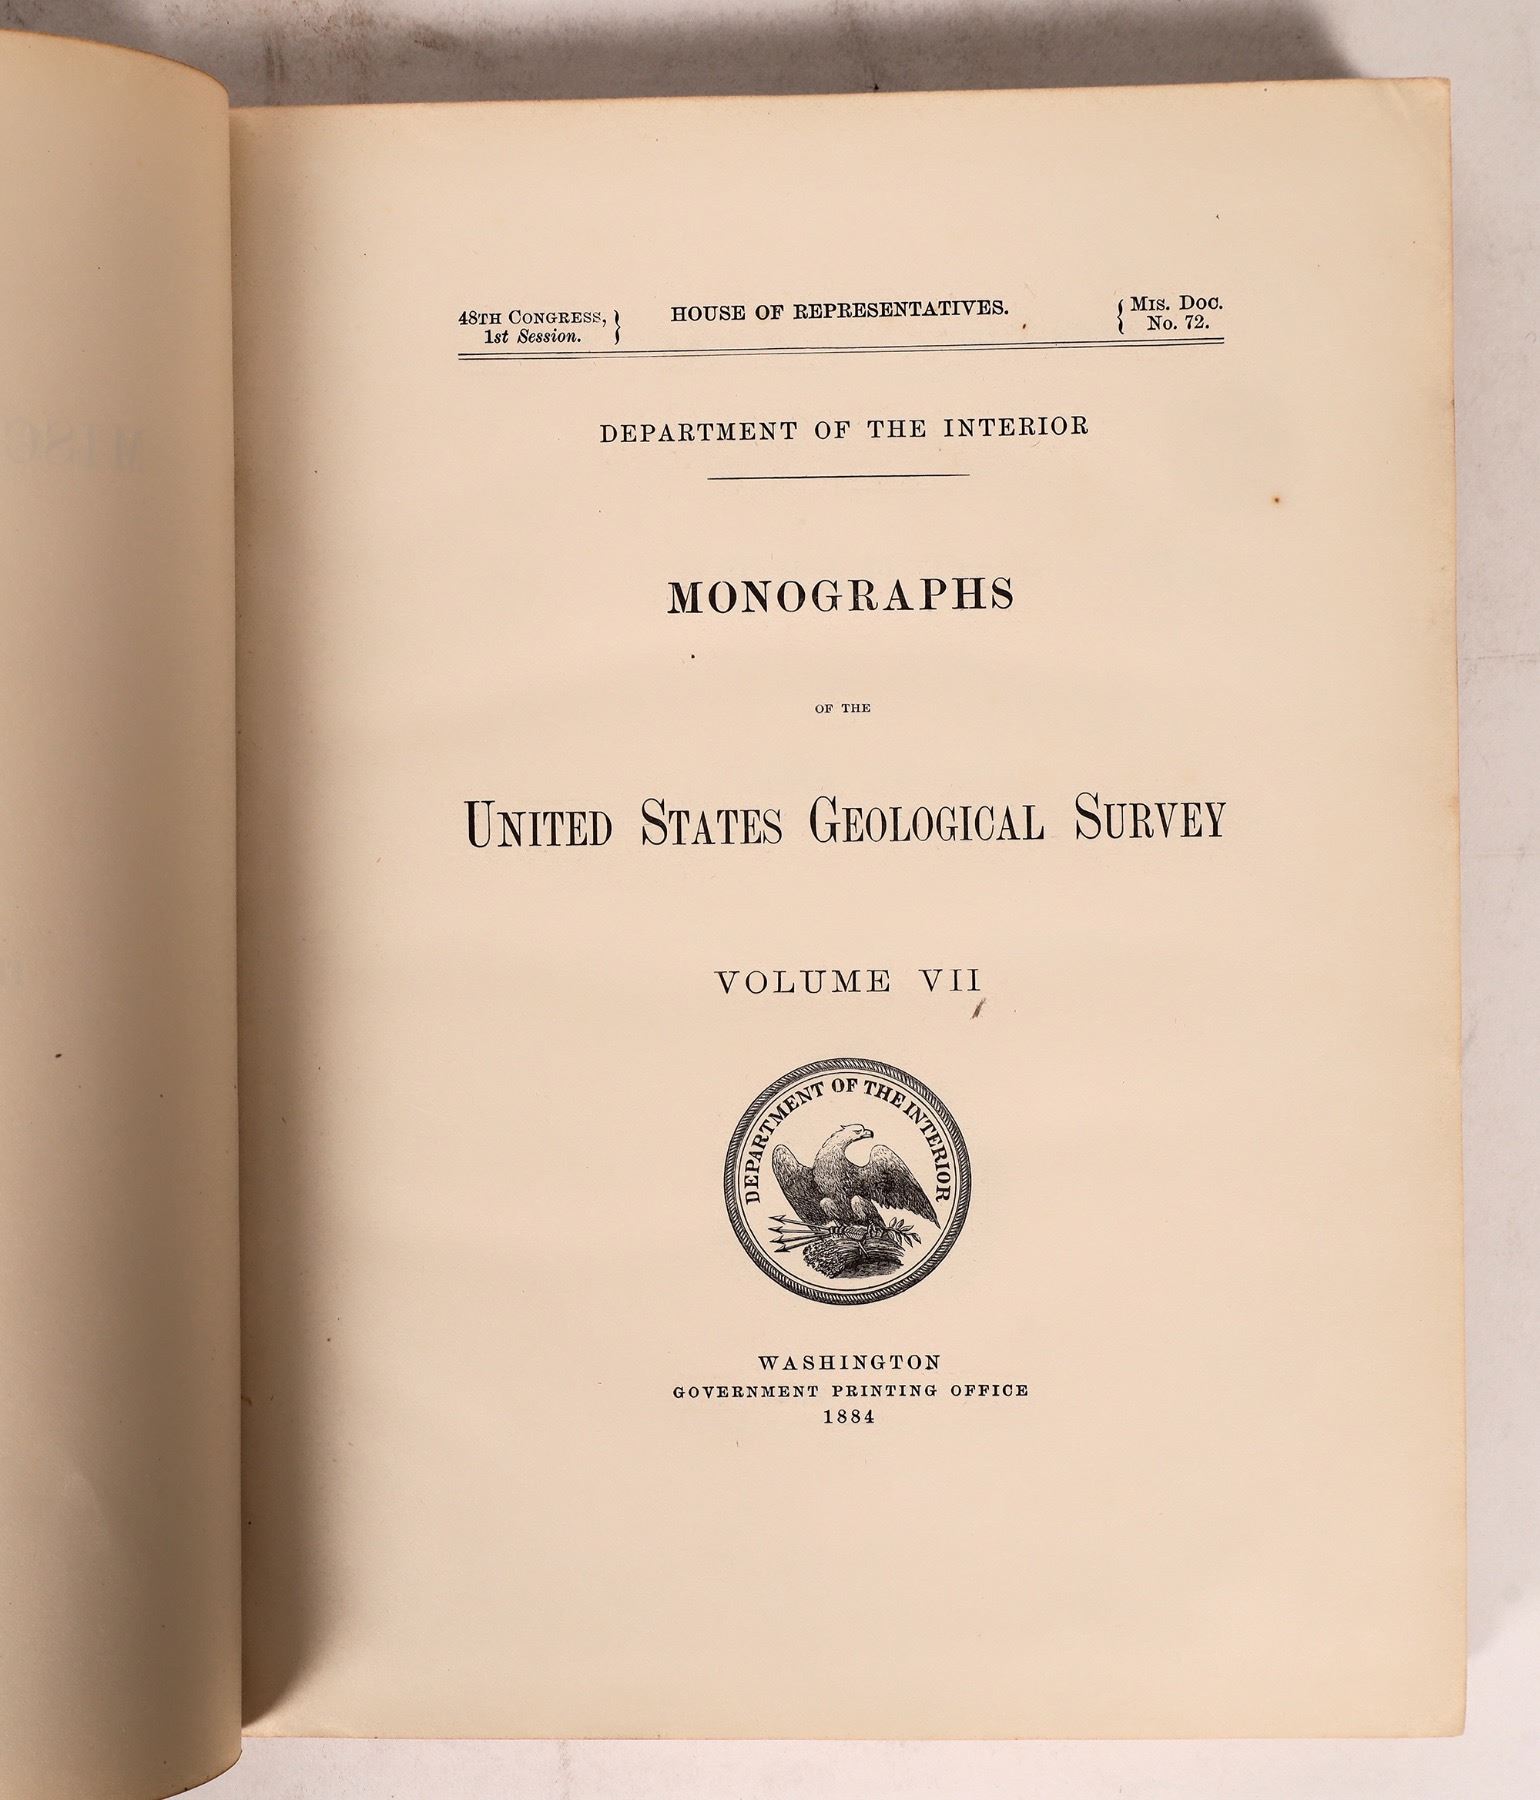 48TH CONGRESS, } HOUSE OF REPRESENTATIVES. { MIS. DOC.
1st Session. No. 72.
DEPARTMENT OF THE INTERIOR
MONOGRAPHS
OF THE
UNITED STATES GEOLOGICAL SURVEY
VOLUME VII
DEPARTMENT OF THE INTERIOR
WASHINGTON
GOVERNMENT PRINTING OFFICE
1884